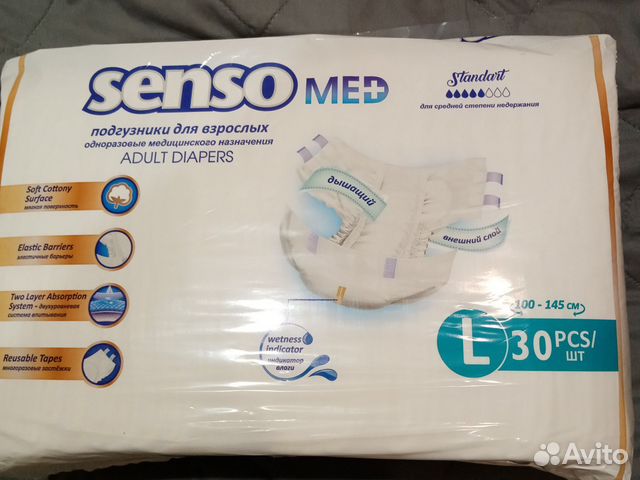 senso MED
Standart
для средней степени недержания
подгузники для взрослых
одноразовые медицинского назначения
ADULT DIAPERS
Soft Cottony
Surface
мягкая поверхность
Elastic Barriers
эластичные барьеры
Two Layer Absorption
System - двухуровневая
система впитывания
Reusable Tapes
многоразовые застёжки
дышащий
внешний слой
wetness
indicator
индикатор
влаги
100 - 145 см
L 30 PCS/
ШТ
Avito